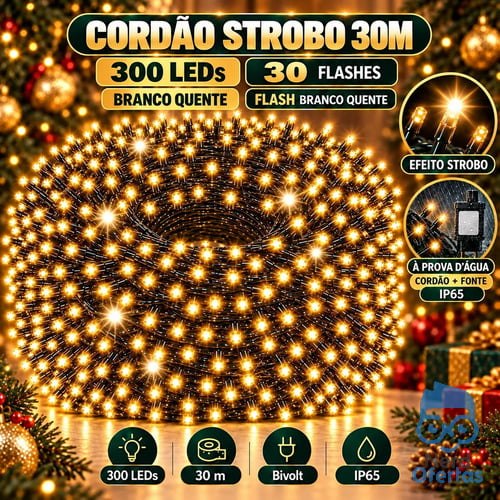 CORDÃO STROBO 30M
300 LEDs
BRANCO QUENTE
30 FLASHES
FLASH BRANCO QUENTE
EFEITO STROBO
À PROVA D'ÁGUA
CORDÃO + FONTE
IP65
300 LEDs
30 m
Bivolt
IP65
Ofertas